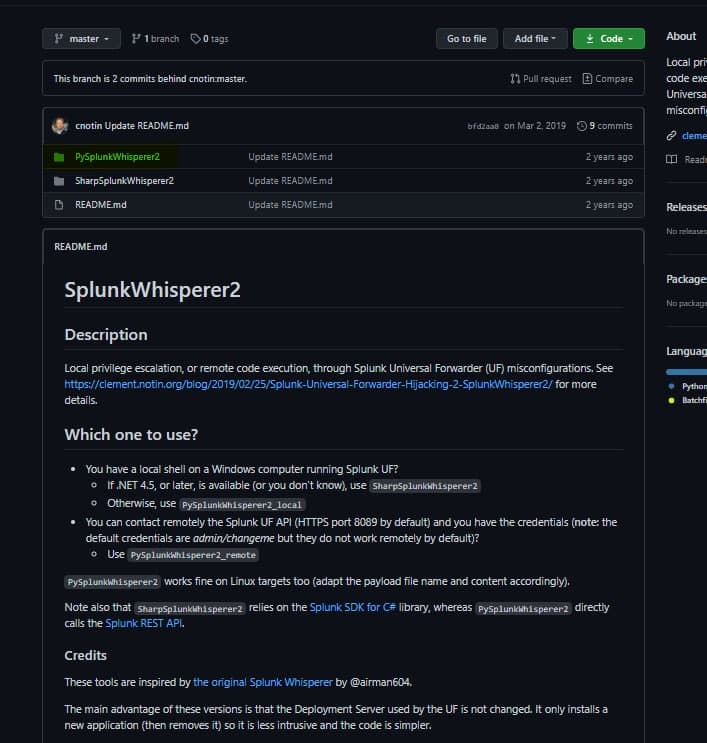 master
1 branch
0 tags
Go to file
Add file
Code
This branch is 2 commits behind cnotin:master.
Pull request
Compare
cnotin Update README.md
bfd2aa0 on Mar 2, 2019
9 commits
PySplunkWhisperer2
Update README.md
2 years ago
SharpSplunkWhisperer2
Update README.md
2 years ago
README.md
Update README.md
2 years ago
README.md
SplunkWhisperer2
Description
Local privilege escalation, or remote code execution, through Splunk Universal Forwarder (UF) misconfigurations. See
https://clement.notin.org/blog/2019/02/25/Splunk-Universal-Forwarder-Hijacking-2-SplunkWhisperer2/ for more
details.
Which one to use?
You have a local shell on a Windows computer running Splunk UF?
If .NET 4.5, or later, is available (or you don't know), use SharpSplunkWhisperer2
Otherwise, use PySplunkWhisperer2_local
You can contact remotely the Splunk UF API (HTTPS port 8089 by default) and you have the credentials (note: the
default credentials are admin/changeme but they do not work remotely by default)?
Use PySplunkWhisperer2_remote
PySplunkWhisperer2 works fine on Linux targets too (adapt the payload file name and content accordingly).
Note also that SharpSplunkWhisperer2 relies on the Splunk SDK for C# library, whereas PySplunkWhisperer2 directly
calls the Splunk REST API.
Credits
These tools are inspired by the original Splunk Whisperer by @airman604.
The main advantage of these versions is that the Deployment Server used by the UF is not changed. It only installs a
new application (then removes it) so it is less intrusive and the code is simpler.
About
Local pri
code exe
Universa
misconfig
cleme
Readm
Releases
No releases
Package
No package
Languag
Python
Batchfi